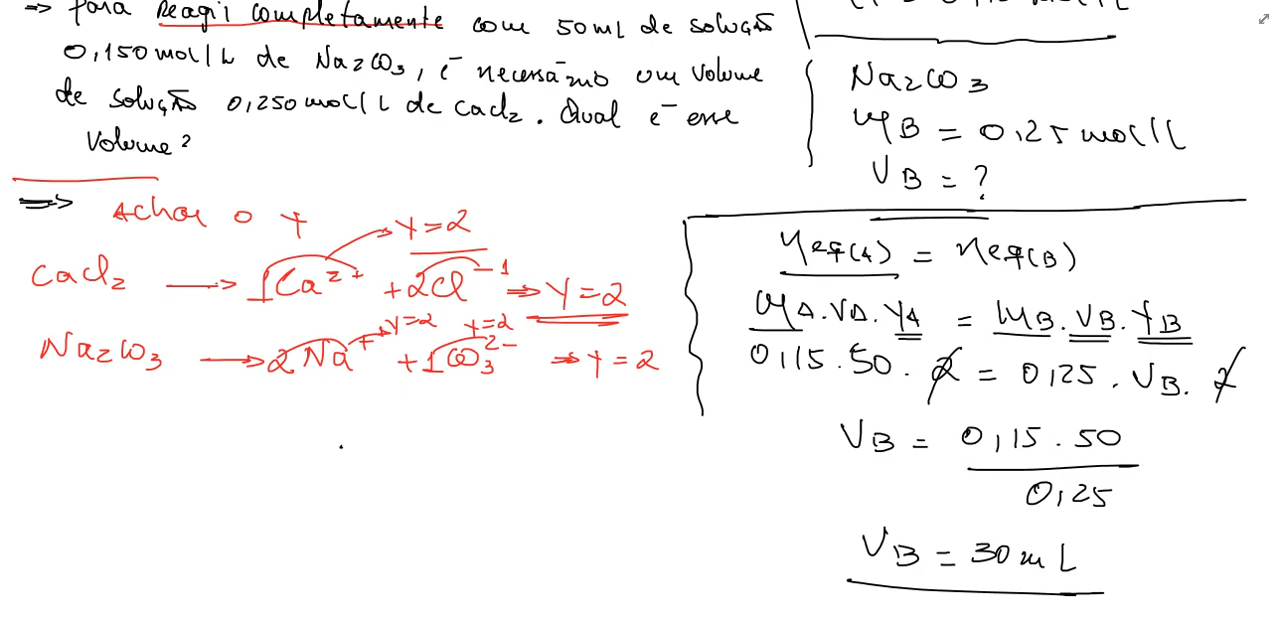 => Para Reagir completamente com 50 mL de solução
0,150 mol/L de Na2CO3, é necessário um volume
de solução 0,250 mol/L de CaCl2. Qual é esse
Volume?
Na2CO3
MB = 0,25 mol/L
VB = ?
=> Achar o Y
Y=2
CaCl2 → 1Ca2+ + 2Cl-1 => Y=2
Y=2 Y=2
Na2CO3 → 2Na+ + 1CO3 2- => Y=2
neq(A) = neq(B)
MA.VA.YA = MB.VB.YB
0,15.50.2 = 0,25.VB.2
VB = 0,15.50
0,25
VB = 30 mL